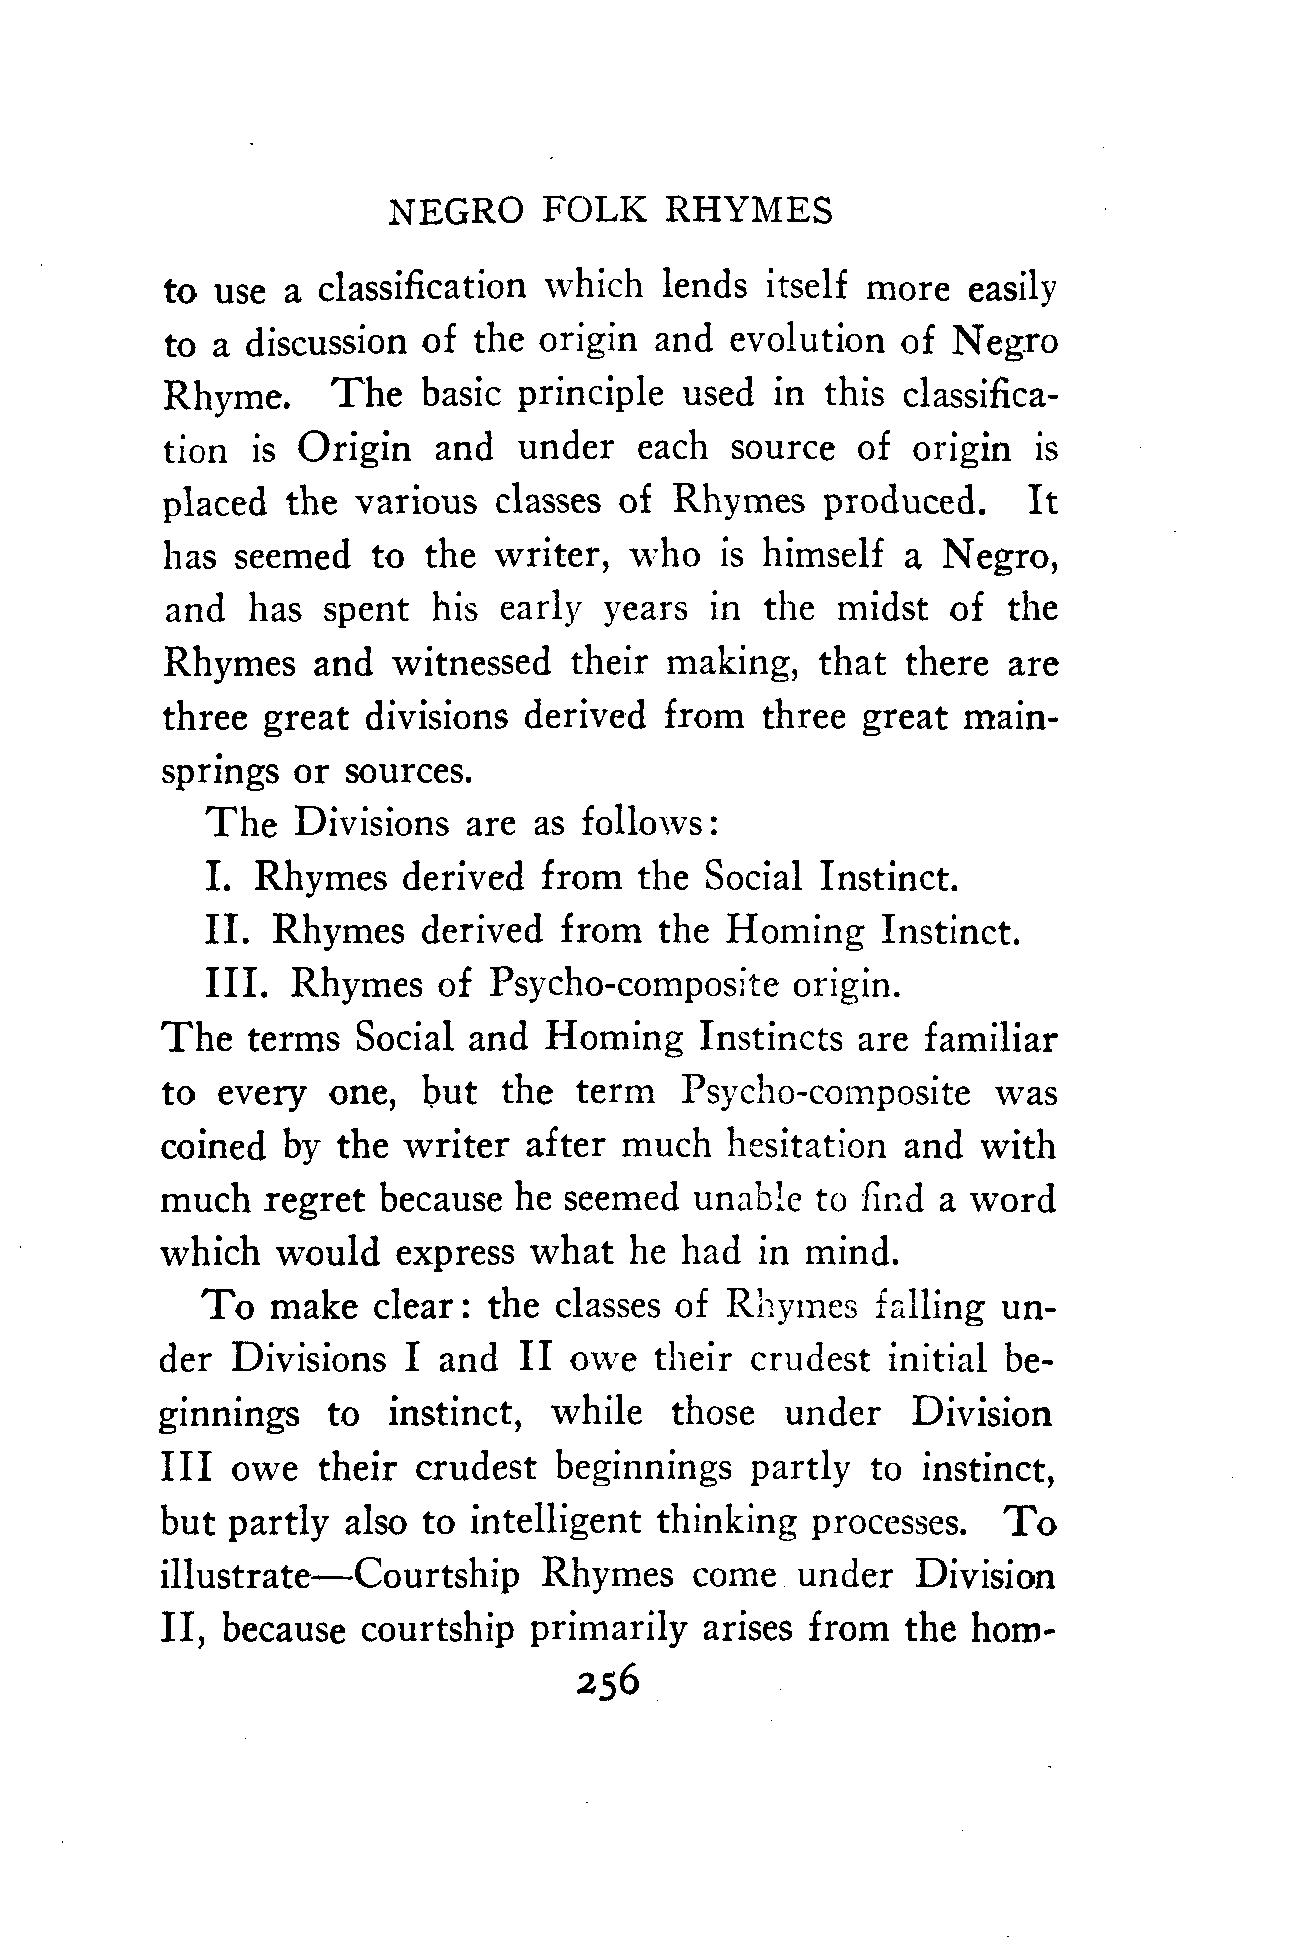 NEGRO FOLK RHYMES
to use a classification which lends itself more easily
to a discussion of the origin and evolution of Negro
Rhyme. The basic principle used in this classifica-
tion is Origin and under each source of origin is
placed the various classes of Rhymes produced. It
has seemed to the writer, who is himself a Negro,
and has spent his early years in the midst of the
Rhymes and witnessed their making, that there are
three great divisions derived from three great main-
springs or sources.
The Divisions are as follows:
I. Rhymes derived from the Social Instinct.
II. Rhymes derived from the Homing Instinct.
III. Rhymes of Psycho-composite origin.
The terms Social and Homing Instincts are familiar
to every one, but the term Psycho-composite was
coined by the writer after much hesitation and with
much regret because he seemed unable to find a word
which would express what he had in mind.
To make clear: the classes of Rhymes falling un-
der Divisions I and II owe their crudest initial be-
ginnings to instinct, while those under Division
III owe their crudest beginnings partly to instinct,
but partly also to intelligent thinking processes. To
illustrate—Courtship Rhymes come under Division
II, because courtship primarily arises from the hom-
256